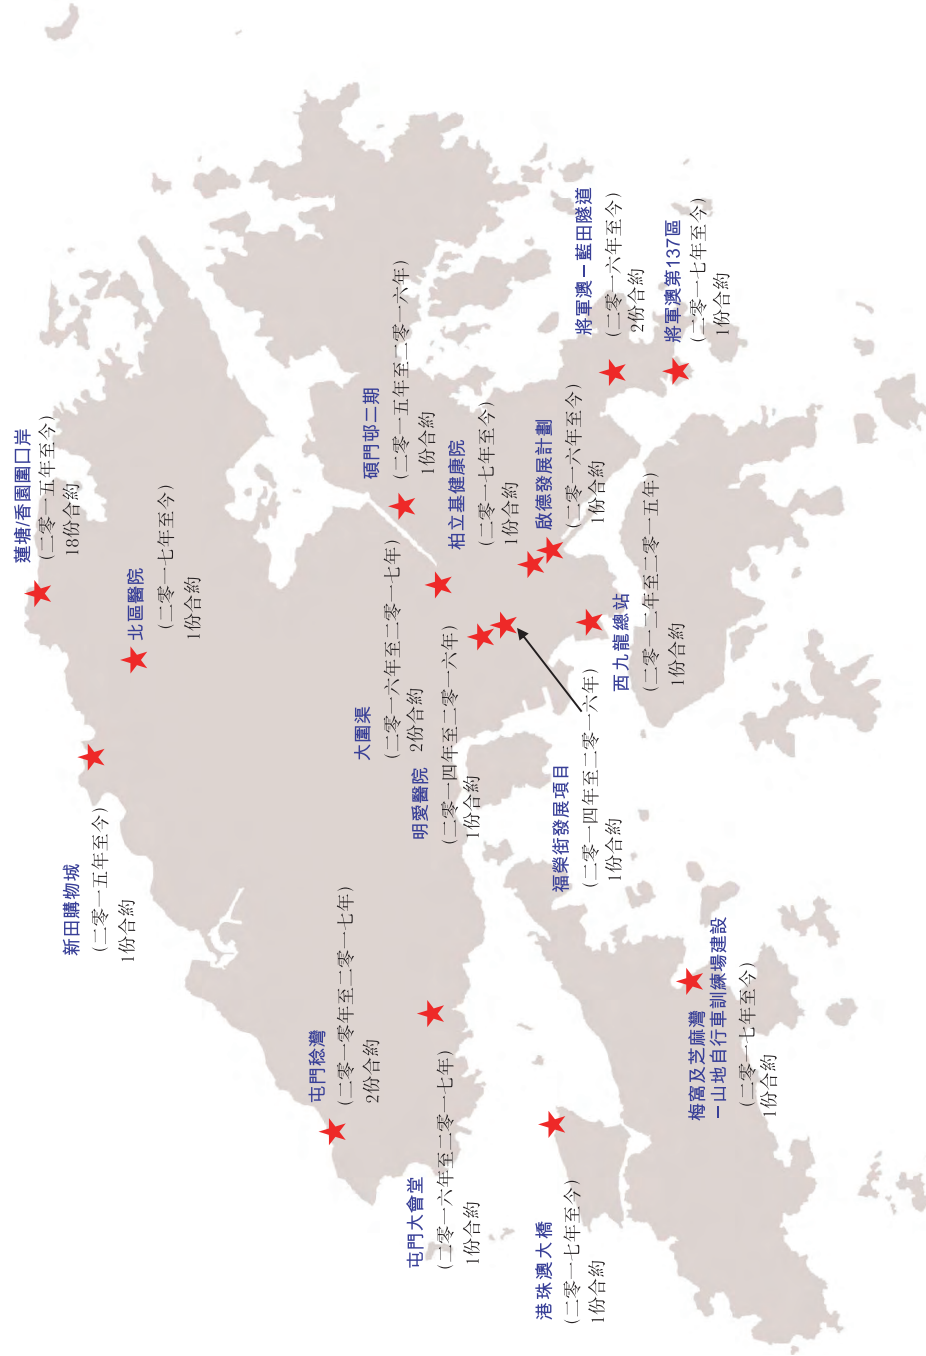 蓮塘/香園圍口岸
(二零一五年至今)
18份合約
北區醫院
(二零一七年至今)
1份合約
新田購物城
(二零一五年至今)
1份合約
屯門稔灣
(二零一零年至二零一七年)
2份合約
屯門大會堂
(二零一六年至二零一七年)
1份合約
大圍渠
(二零一六年至二零一七年)
2份合約
明愛醫院
(二零一四年至二零一六年)
1份合約
碩門邨二期
(二零一五年至二零一六年)
1份合約
柏立基健康院
(二零一七年至今)
1份合約
啟德發展計劃
(二零一六年至今)
1份合約
將軍澳－藍田隧道
(二零一六年至今)
2份合約
將軍澳第137區
(二零一七年至今)
1份合約
西九龍總站
(二零一二年至二零一五年)
1份合約
福榮街發展項目
(二零一四年至二零一六年)
1份合約
港珠澳大橋
(二零一七年至今)
1份合約
梅窩及芝麻灣
－山地自行車訓練場建設
(二零一七年至今)
1份合約